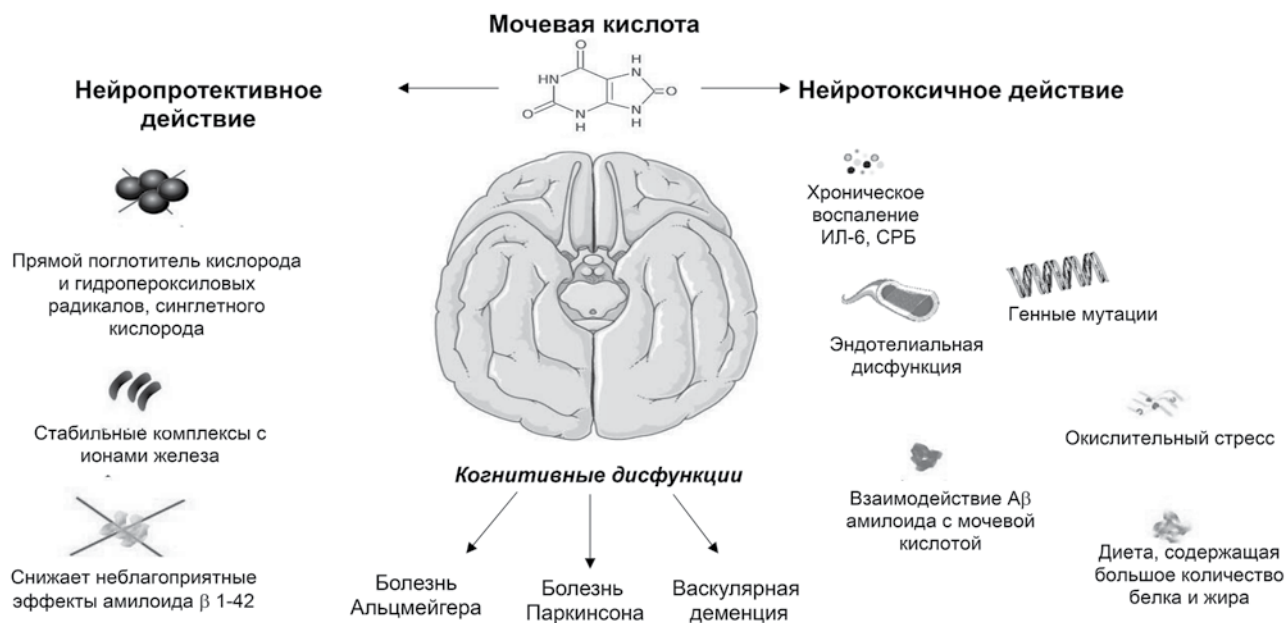 Мочевая кислота
O
H
N
HN
O
O
N
H
N
H
Нейропротективное
действие
Прямой поглотитель кислорода
и гидропероксиловых
радикалов, синглетного
кислорода
Стабильные комплексы с
ионами железа
Снижает неблагоприятные
эффекты амилоида β 1-42
Нейротоксичное действие
Хроническое
воспаление
ИЛ-6, СРБ
Генные мутации
Эндотелиальная
дисфункция
Окислительный стресс
Взаимодействие Аβ
амилоида с мочевой
кислотой
Диета, содержащая
большое количество
белка и жира
Когнитивные дисфункции
Болезнь
Альцмейгера
Болезнь
Паркинсона
Васкулярная
деменция